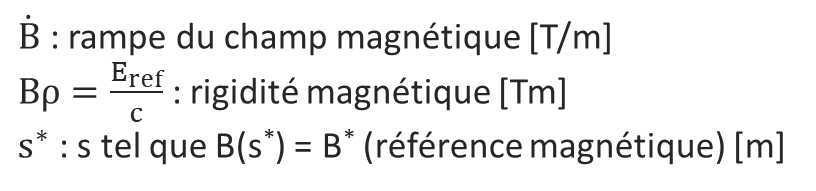 Ḃ : rampe du champ magnétique [T/m]
Bρ = E_ref/c : rigidité magnétique [Tm]
s* : s tel que B(s*) = B* (référence magnétique) [m]